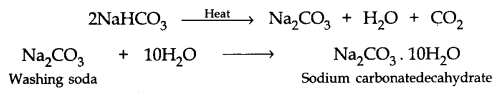 2NaHCO₃ —Heat→ Na₂CO₃ + H₂O + CO₂
Na₂CO₃ + 10H₂O ⟶ Na₂CO₃ . 10H₂O
Washing soda Sodium carbonatedecahydrate